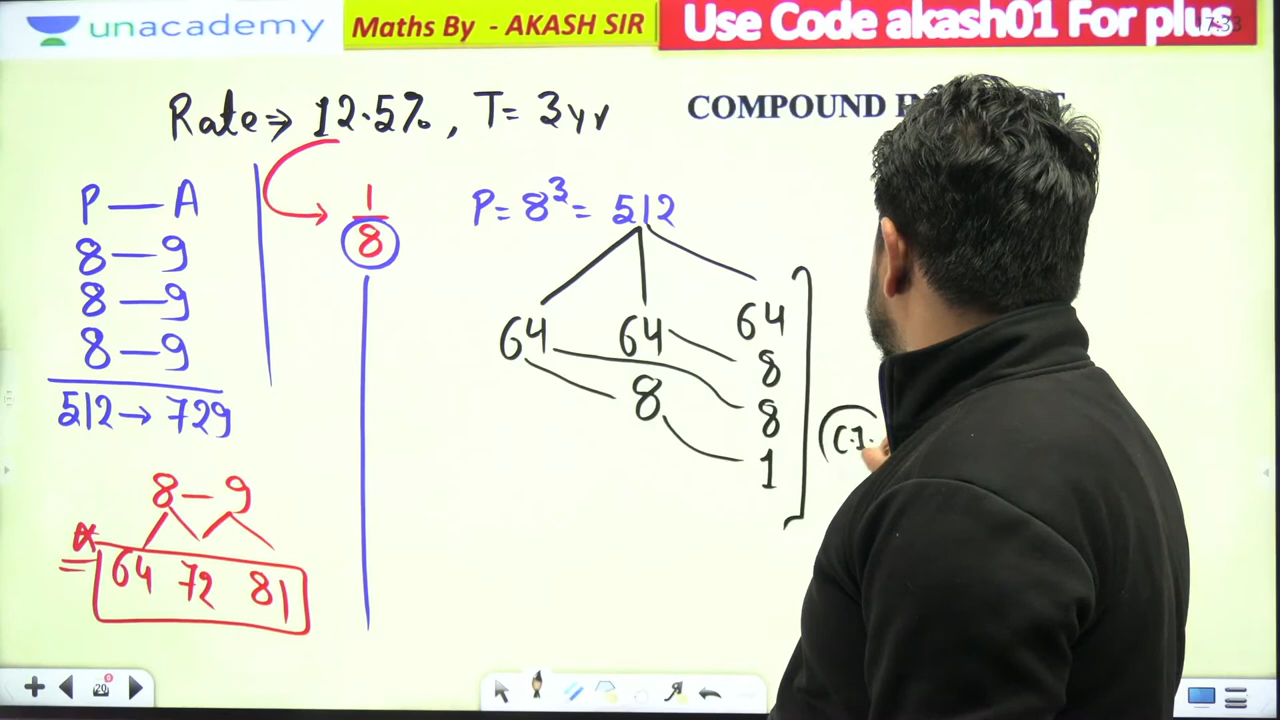 unacademy
Maths By - AKASH SIR
Use Code akash01 For plus
Rate ⇒ 12.5%, T = 3yr
COMPOUND
P — A
8 — 9
8 — 9
8 — 9
512 → 729
8 — 9
64 72 81
1
8
P = 8³ = 512
64 64 64
8
8 8
1
C.I.
20